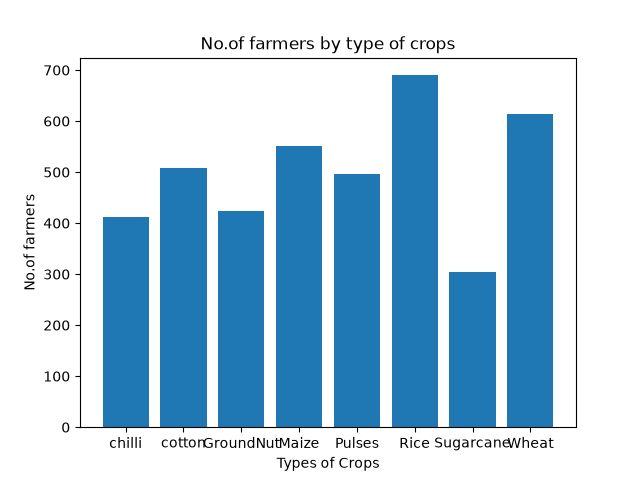 No.of farmers by type of crops
No.of farmers
700
600
500
400
300
200
100
0
chilli cotton GroundNut Maize Pulses Rice Sugarcane Wheat
Types of Crops